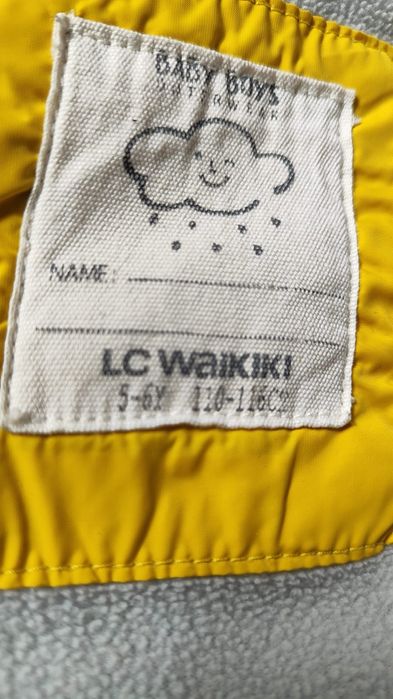 BABY BOYS
OUTERWEAR
NAME:
LC WAIKIKI
5-6Y 110-116CM